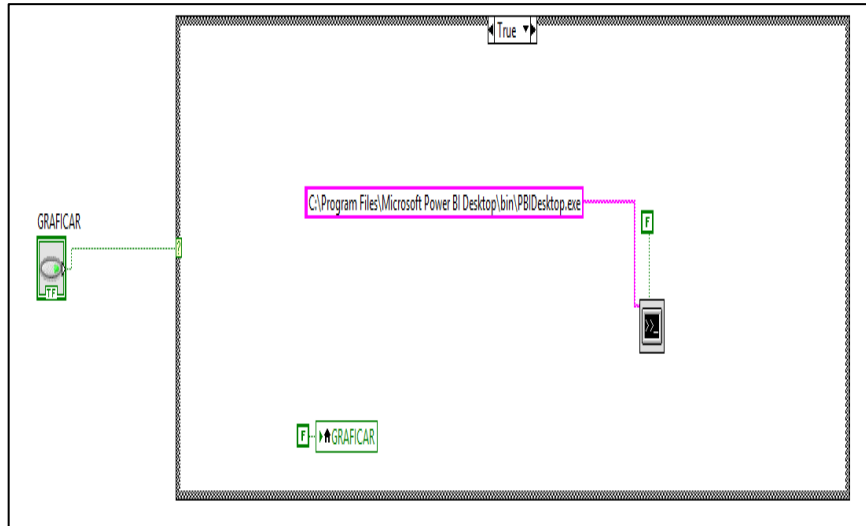 True
C:\Program Files\Microsoft Power BI Desktop\bin\PBIDesktop.exe
GRAFICAR
F
?
TF
F
GRAFICAR